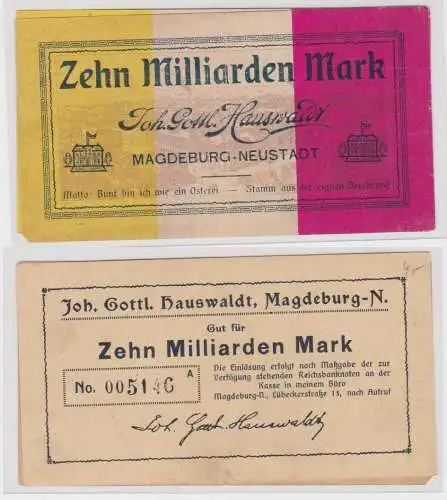 Zehn Milliarden Mark
Joh. Gottl. Hauswaldt
MAGDEBURG-NEUSTADT
Motto: Bunt bin ich wie ein Osterei — Stamm aus der eignen Druckerei
Joh. Gottl. Hauswaldt, Magdeburg-N.
Gut für
Zehn Milliarden Mark
No. 005146 A
Die Einlösung erfolgt nach Maßgabe der zur
Verfügung stehenden Reichsbanknoten an der
Kasse in meinem Büro
Magdeburg-N., Lübeckerstraße 13, nach Aufruf
Joh. Gottl. Hauswaldt